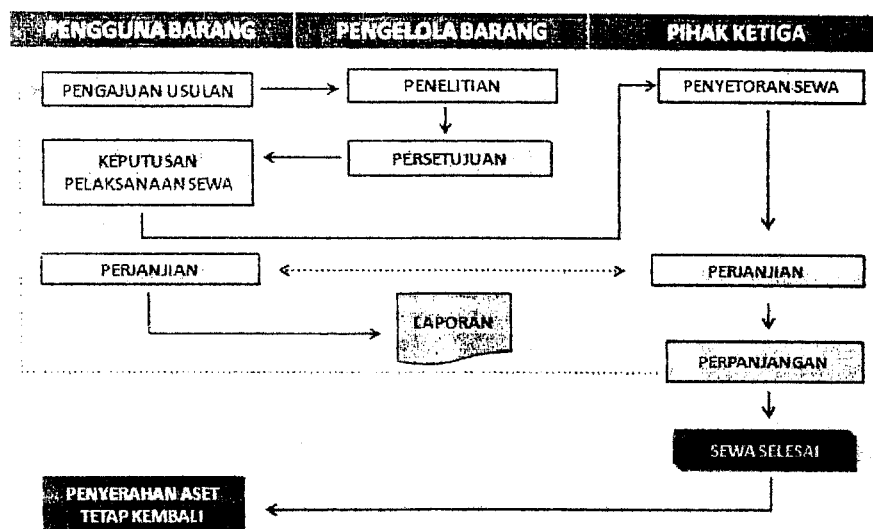 PENGGUNA BARANG PENGELOLA BARANG PIHAK KETIGA
PENGAJUAN USULAN PENELITIAN PENYETORAN SEWA
KEPUTUSAN
PELAKSANAAN SEWA
PERSETUJUAN
PERJANJIAN PERJANJIAN
LAPORAN
PERPANJANGAN
SEWA SELESAI
PENYERAHAN ASET
TETAP KEMBALI